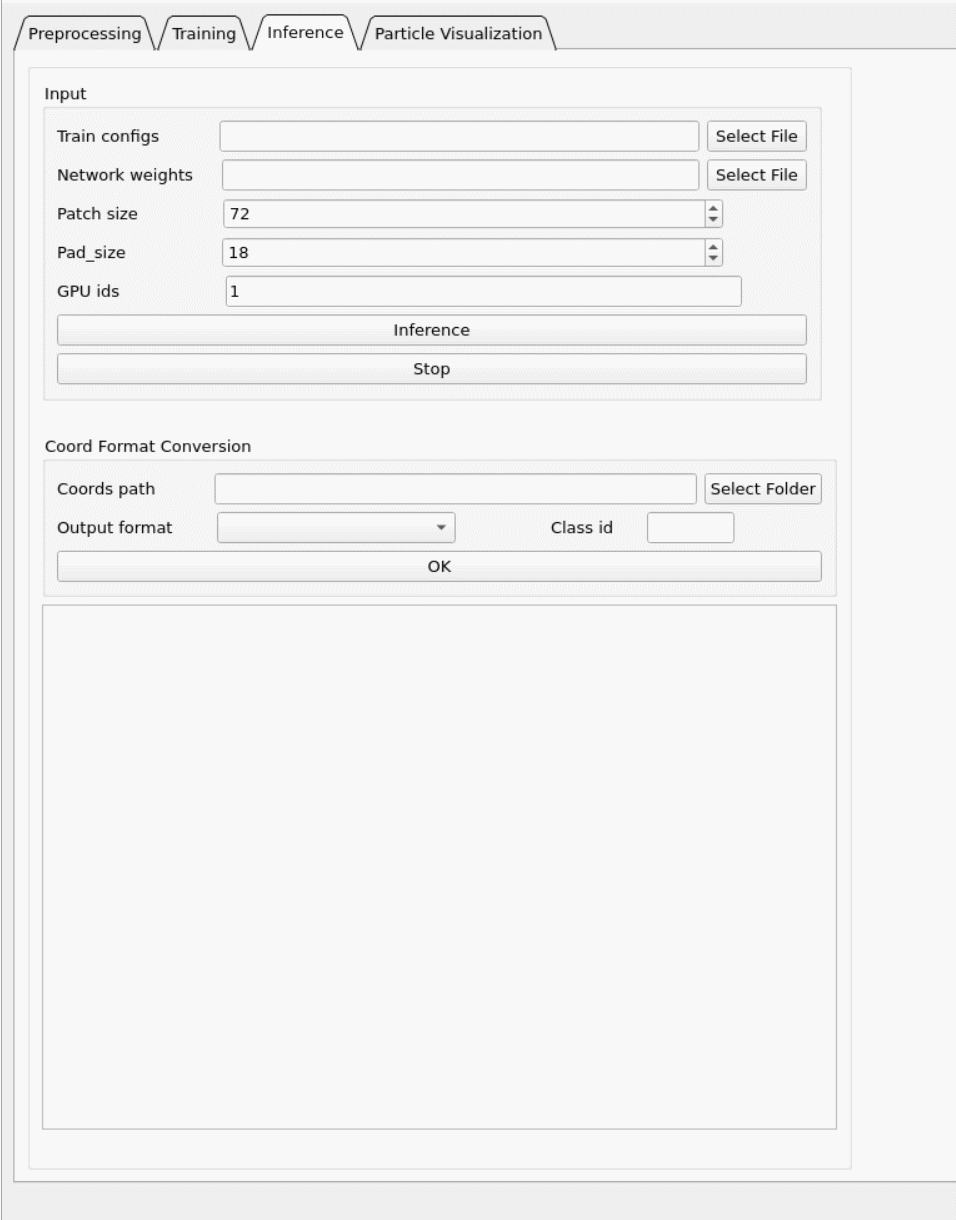 Preprocessing Training Inference Particle Visualization
Input
Train configs Select File
Network weights Select File
Patch size 72
Pad_size 18
GPU ids 1
Inference
Stop
Coord Format Conversion
Coords path Select Folder
Output format Class id
OK